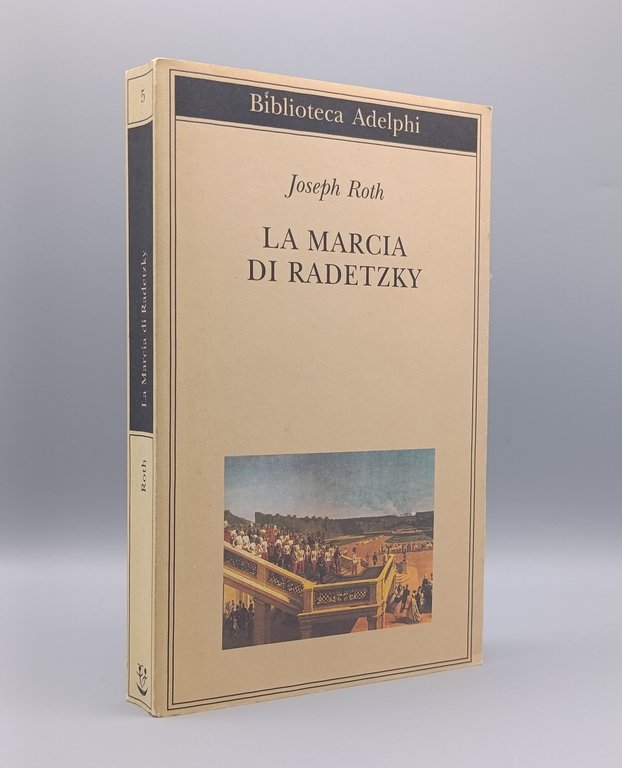 Biblioteca Adelphi
Joseph Roth
LA MARCIA
DI RADETZKY
5
La Marcia di Radetzky
Roth